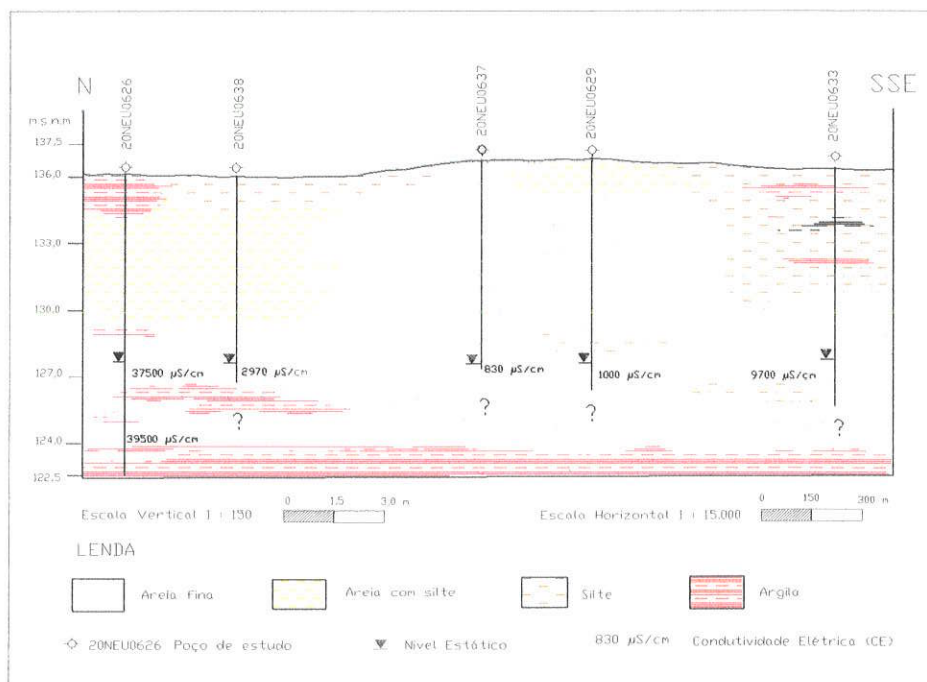 N
SSE
20NEU0626
20NEU0638
20NEU0637
20NEU0629
20NEU0633
m.s.n.m
137,5
136,0
133,0
130,0
127,0
124,0
122,5
37500 µS/cm
2970 µS/cm
830 µS/cm
1000 µS/cm
9700 µS/cm
39500 µS/cm
?
?
?
?
Escala Vertical 1 : 150
0 1,5 3,0 m
Escala Horizontal 1 : 15.000
0 150 300 m
LENDA
Areia fina
Areia com silte
Silte
Argila
20NEU0626 Poço de estudo
Nivel Estático
830 µS/cm Condutividade Elétrica (CE)